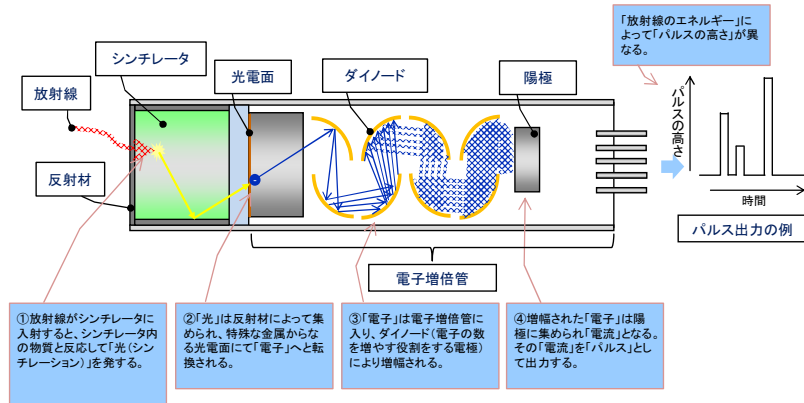 「放射線のエネルギー」に
よって「パルスの高さ」が異
なる。
シンチレータ
光電面
ダイノード
陽極
放射線
反射材
パルスの高さ
時間
パルス出力の例
電子増倍管
①放射線がシンチレータに
入射すると、シンチレータ内
の物質と反応して「光(シン
チレーション)」を発する。
②「光」は反射材によって集
められ、特殊な金属からな
る光電面にて「電子」へと転
換される。
③「電子」は電子増倍管に
入り、ダイノード(電子の数
を増やす役割をする電極)
により増幅される。
④増幅された「電子」は陽
極に集められ「電流」となる。
その「電流」を「パルス」とし
て出力する。